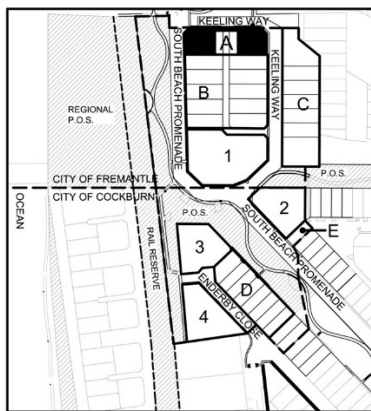 KEELING WAY
A
SOUTH BEACH PROMENADE
KEELING WAY
REGIONAL
P.O.S.
B
C
1
P.O.S.
CITY OF FREMANTLE
CITY OF COCKBURN
OCEAN
P.O.S.
2
SOUTH BEACH PROMENADE
E
RAIL RESERVE
3
D
ENDERBY CLOSE
4